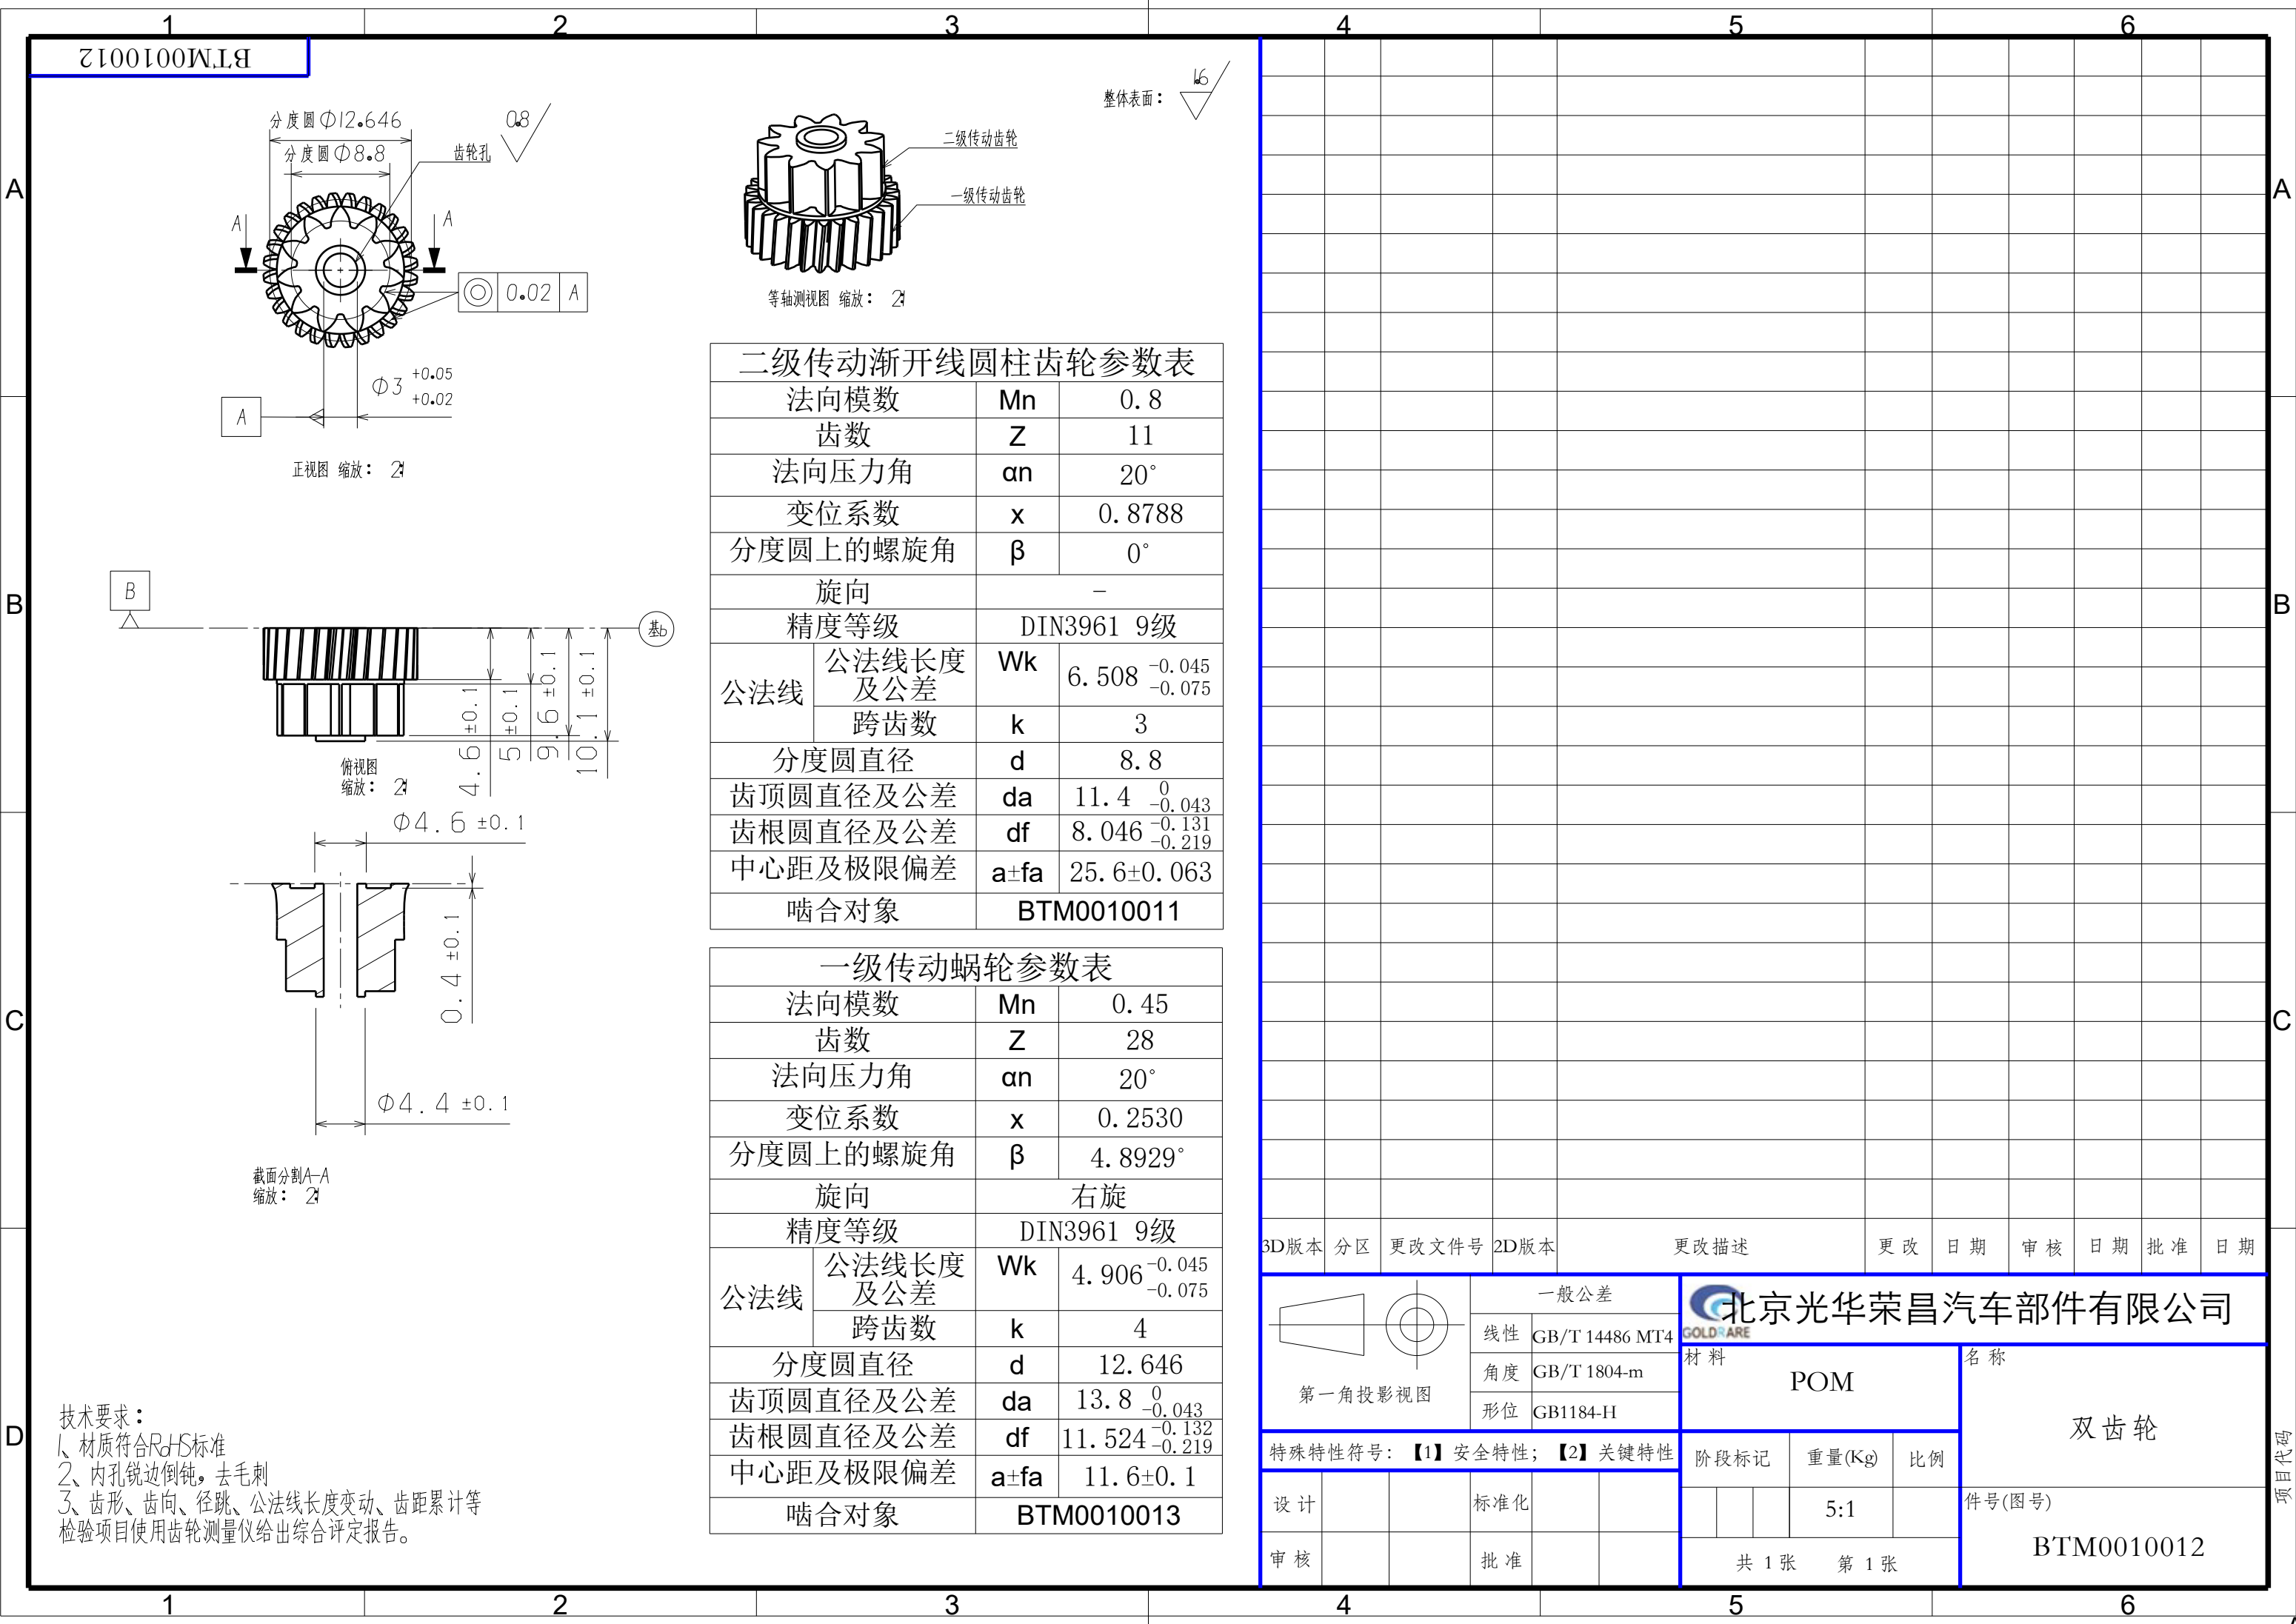 1 2 3 4 5 6
A B C D
BTM0010012
分度圆Φ12.646
分度圆Φ8.8
齿轮孔
0.8
A
A
◎ 0.02 A
Φ3 +0.05 +0.02
A
正视图 缩放： 2:1
整体表面： 1.6
二级传动齿轮
一级传动齿轮
等轴测视图 缩放： 2:1
B
基b
4.6 ±0.1
5 ±0.1
9.6 ±0.1
10.1 ±0.1
俯视图
缩放： 2:1
Φ4.6 ±0.1
0.4 ±0.1
Φ4.4 ±0.1
截面分割A-A
缩放： 2:1
技术要求：
1、材质符合RoHS标准
2、内孔锐边倒钝，去毛刺
3、齿形、齿向、径跳、公法线长度变动、齿距累计等
检验项目使用齿轮测量仪给出综合评定报告。
二级传动渐开线圆柱齿轮参数表
法向模数 Mn 0.8
齿数 Z 11
法向压力角 αn 20°
变位系数 x 0.8788
分度圆上的螺旋角 β 0°
旋向 –
精度等级 DIN3961 9级
公法线 公法线长度及公差 Wk 6.508 -0.045 -0.075
跨齿数 k 3
分度圆直径 d 8.8
齿顶圆直径及公差 da 11.4 0 -0.043
齿根圆直径及公差 df 8.046 -0.131 -0.219
中心距及极限偏差 a±fa 25.6±0.063
啮合对象 BTM0010011
一级传动蜗轮参数表
法向模数 Mn 0.45
齿数 Z 28
法向压力角 αn 20°
变位系数 x 0.2530
分度圆上的螺旋角 β 4.8929°
旋向 右旋
精度等级 DIN3961 9级
公法线 公法线长度及公差 Wk 4.906 -0.045 -0.075
跨齿数 k 4
分度圆直径 d 12.646
齿顶圆直径及公差 da 13.8 0 -0.043
齿根圆直径及公差 df 11.524 -0.132 -0.219
中心距及极限偏差 a±fa 11.6±0.1
啮合对象 BTM0010013
3D版本 分区 更改文件号 2D版本 更改描述 更改 日期 审核 日期 批准 日期
第一角投影视图
一般公差
线性 GB/T 14486 MT4
角度 GB/T 1804-m
形位 GB1184-H
特殊特性符号：【1】安全特性；【2】关键特性
设计 标准化
审核 批准
GOLDRARE
北京光华荣昌汽车部件有限公司
材料
POM
名称
双齿轮
阶段标记 重量(Kg) 比例
5:1
共 1 张 第 1 张
件号(图号)
BTM0010012
项目代码
A B C D
1 2 3 4 5 6